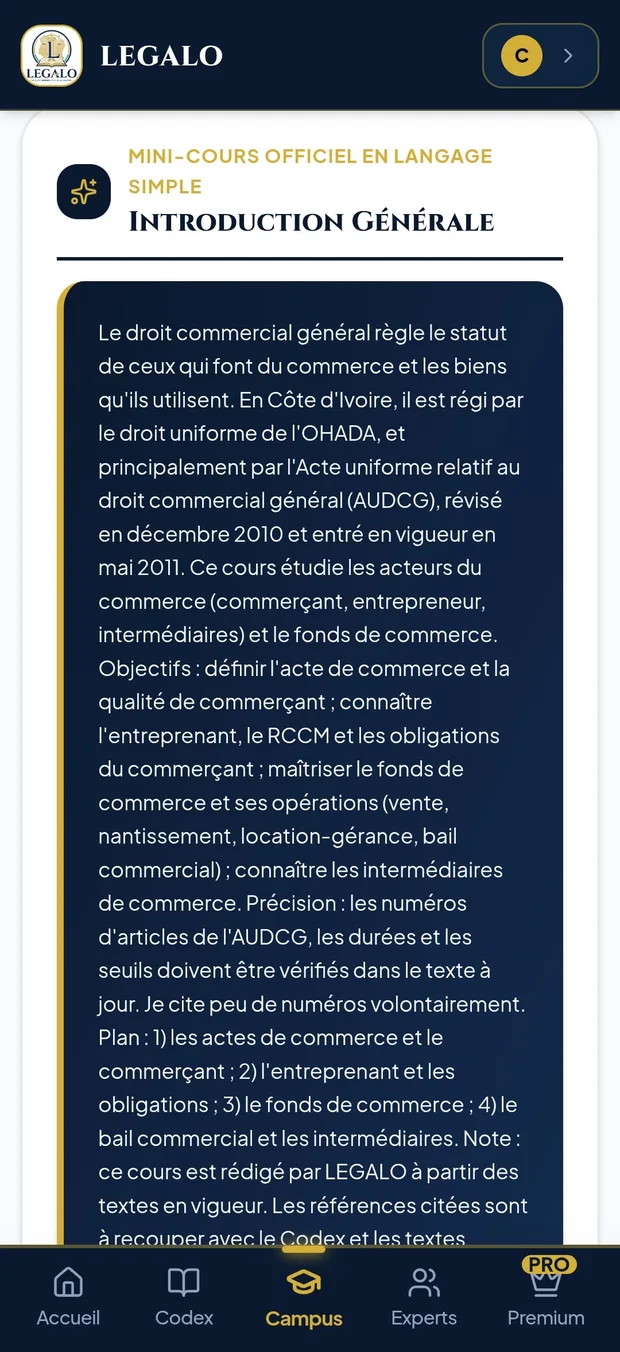 L
LEGALO
LEGALO
C
MINI-COURS OFFICIEL EN LANGAGE
SIMPLE
Introduction Générale
Le droit commercial général règle le statut
de ceux qui font du commerce et les biens
qu'ils utilisent. En Côte d'Ivoire, il est régi par
le droit uniforme de l'OHADA, et
principalement par l'Acte uniforme relatif au
droit commercial général (AUDCG), révisé
en décembre 2010 et entré en vigueur en
mai 2011. Ce cours étudie les acteurs du
commerce (commerçant, entrepreneur,
intermédiaires) et le fonds de commerce.
Objectifs : définir l'acte de commerce et la
qualité de commerçant ; connaître
l'entreprenant, le RCCM et les obligations
du commerçant ; maîtriser le fonds de
commerce et ses opérations (vente,
nantissement, location-gérance, bail
commercial) ; connaître les intermédiaires
de commerce. Précision : les numéros
d'articles de l'AUDCG, les durées et les
seuils doivent être vérifiés dans le texte à
jour. Je cite peu de numéros volontairement.
Plan : 1) les actes de commerce et le
commerçant ; 2) l'entreprenant et les
obligations ; 3) le fonds de commerce ; 4) le
bail commercial et les intermédiaires. Note :
ce cours est rédigé par LEGALO à partir des
textes en vigueur. Les références citées sont
à recouper avec le Codex et les textes
PRO
Accueil
Codex
Campus
Experts
Premium